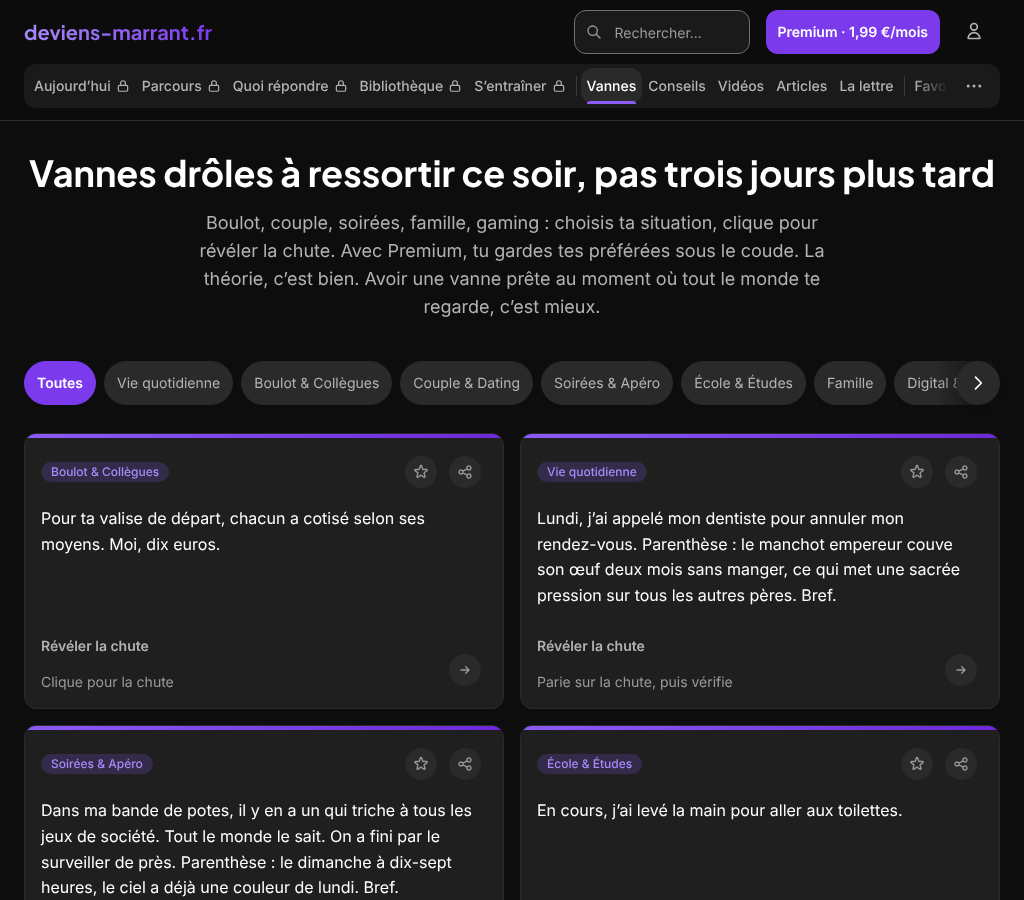 deviens-marrant.fr
Rechercher...
Premium · 1,99 €/mois
Aujourd’hui
Parcours
Quoi répondre
Bibliothèque
S’entraîner
Vannes
Conseils
Vidéos
Articles
La lettre
Vannes drôles à ressortir ce soir, pas trois jours plus tard
Boulot, couple, soirées, famille, gaming : choisis ta situation, clique pour
révéler la chute. Avec Premium, tu gardes tes préférées sous le coude. La
théorie, c’est bien. Avoir une vanne prête au moment où tout le monde te
regarde, c’est mieux.
Toutes
Vie quotidienne
Boulot & Collègues
Couple & Dating
Soirées & Apéro
École & Études
Famille
Digital
Boulot & Collègues
Pour ta valise de départ, chacun a cotisé selon ses
moyens. Moi, dix euros.
Révéler la chute
Clique pour la chute
Vie quotidienne
Lundi, j’ai appelé mon dentiste pour annuler mon
rendez-vous. Parenthèse : le manchot empereur couve
son œuf deux mois sans manger, ce qui met une sacrée
pression sur tous les autres pères. Bref.
Révéler la chute
Parie sur la chute, puis vérifie
Soirées & Apéro
Dans ma bande de potes, il y en a un qui triche à tous les
jeux de société. Tout le monde le sait. On a fini par le
surveiller de près. Parenthèse : le dimanche à dix-sept
heures, le ciel a déjà une couleur de lundi. Bref.
École & Études
En cours, j’ai levé la main pour aller aux toilettes.